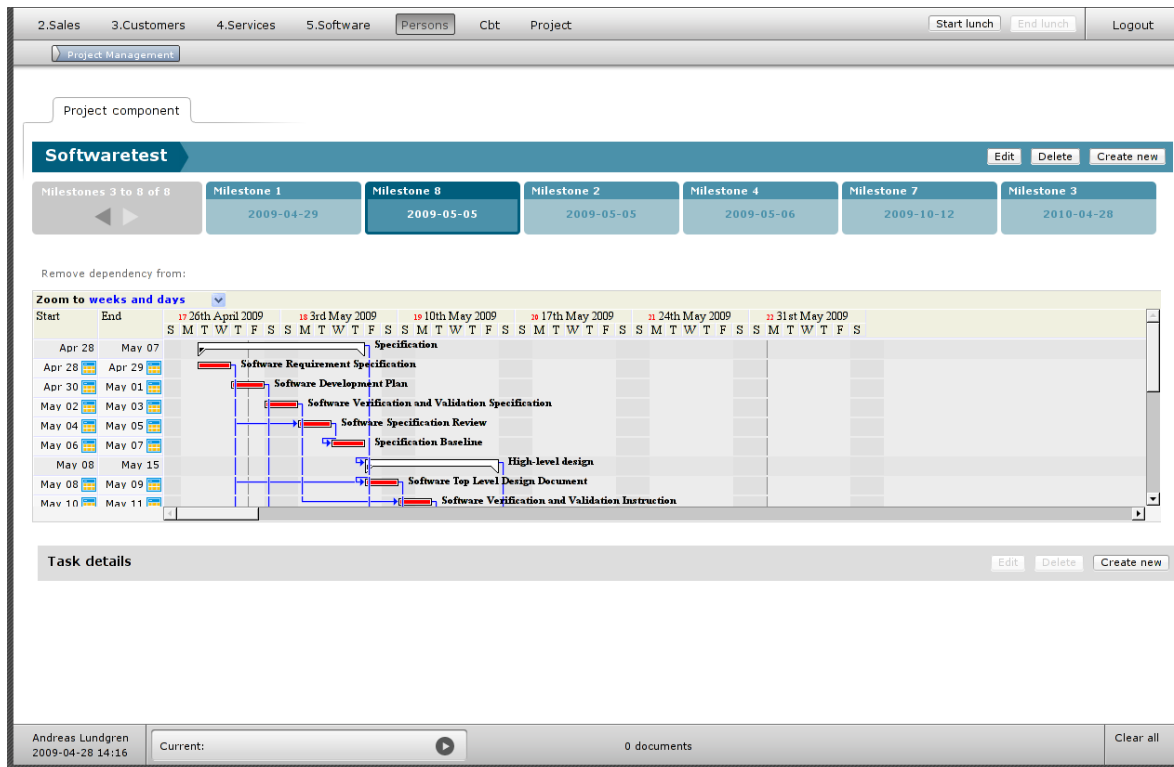 2.Sales 3.Customers 4.Services 5.Software Persons Cbt Project Start lunch End lunch Logout
Project Management
Project component
Softwaretest Edit Delete Create new
Milestones 3 to 8 of 8 Milestone 1 Milestone 8 Milestone 2 Milestone 4 Milestone 7 Milestone 3
2009-04-29 2009-05-05 2009-05-05 2009-05-06 2009-10-12 2010-04-28
Remove dependency from:
Zoom to weeks and days
Start End 17 26th April 2009 18 3rd May 2009 19 10th May 2009 20 17th May 2009 21 24th May 2009 22 31st May 2009
S M T W T F S S M T W T F S S M T W T F S S M T W T F S S M T W T F S S M T W T F S
Apr 28 May 07 Specification
Apr 28 Apr 29 Software Requirement Specification
Apr 30 May 01 Software Development Plan
May 02 May 03 Software Verification and Validation Specification
May 04 May 05 Software Specification Review
May 06 May 07 Specification Baseline
May 08 May 15 High-level design
May 08 May 09 Software Top Level Design Document
May 10 May 11 Software Verification and Validation Instruction
Task details Edit Delete Create new
Andreas Lundgren
2009-04-28 14:16
Current:
0 documents
Clear all